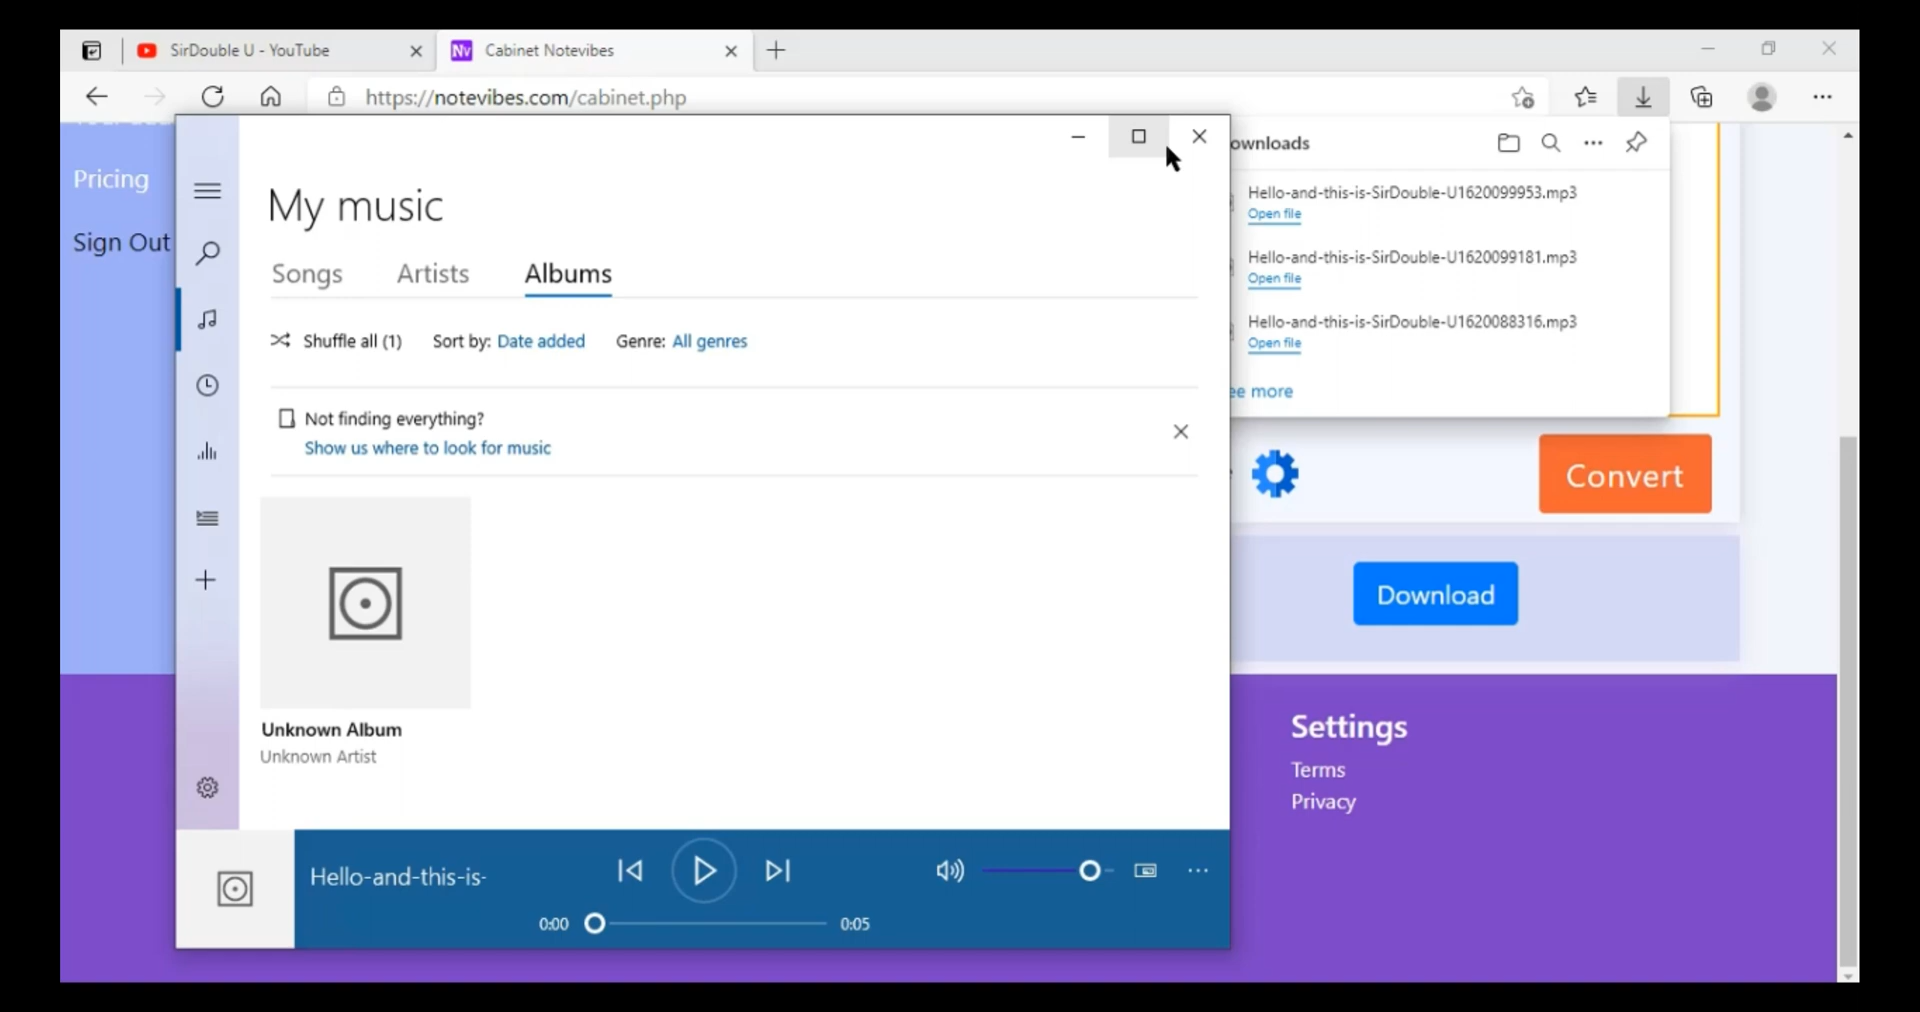 SirDouble U - YouTube
Cabinet Notevibes
https://notevibes.com/cabinet.php
Pricing
Sign Out
My music
Songs
Artists
Albums
Shuffle all (1)
Sort by: Date added
Genre: All genres
Not finding everything?
Show us where to look for music
Unknown Album
Unknown Artist
Hello-and-this-is-
0:00
0:05
ownloads
Hello-and-this-is-SirDouble-U1620099953.mp3
Open file
Hello-and-this-is-SirDouble-U1620099181.mp3
Open file
Hello-and-this-is-SirDouble-U1620088316.mp3
Open file
ee more
Convert
Download
Settings
Terms
Privacy